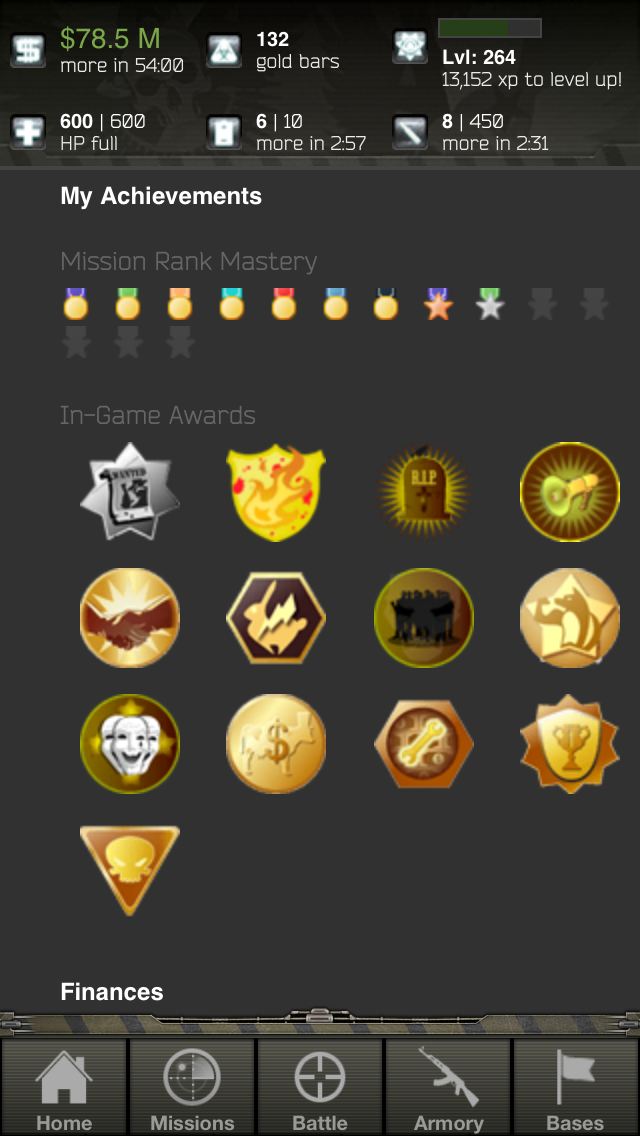 $78.5 M
more in 54:00
132
gold bars
Lvl: 264
13,152 xp to level up!
600 | 600
HP full
6 | 10
more in 2:57
8 | 450
more in 2:31
My Achievements
Mission Rank Mastery
In-Game Awards
WANTED
R.I.P
$
Finances
Home
Missions
Battle
Armory
Bases